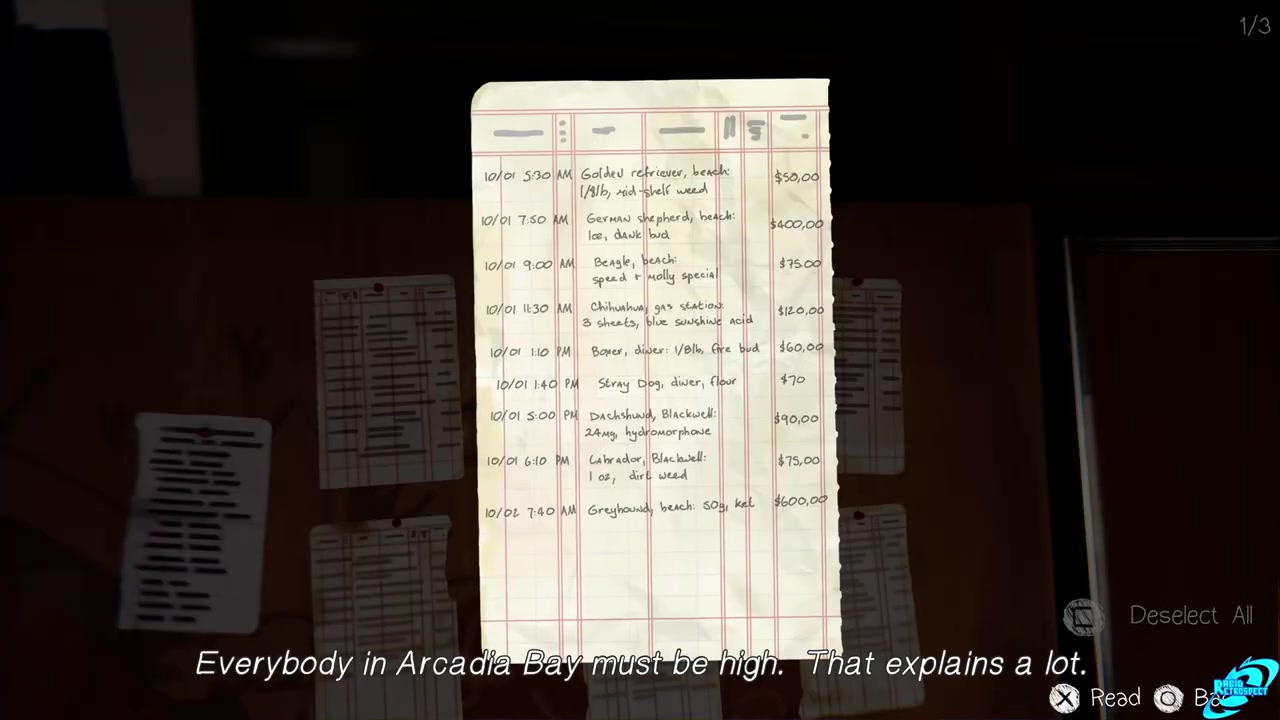 1/3
10/01 5:30 AM Golden retriever, beach: $50,00
1/8lb, mid-shelf weed
10/01 7:50 AM German shepherd, beach: $400,00
1oz, dank bud
10/01 9:00 AM Beagle, beach: $75.00
speed + molly special
10/01 11:30 AM Chihuahua, gas station: $120,00
3 sheets, blue sunshine acid
10/01 1:10 PM Boxer, diner: 1/8lb, fire bud $60,00
10/01 1:40 PM Stray Dog, diner, flour $70
10/01 5:00 PM Dachshund, Blackwell: $90,00
24mg, hydromorphone
10/01 6:10 PM Labrador, Blackwell: $75,00
1 oz, dirt weed
10/02 7:40 AM Greyhound, beach: 50g, ket $600,00
Deselect All
Everybody in Arcadia Bay must be high. That explains a lot.
Read
RETROSPECT